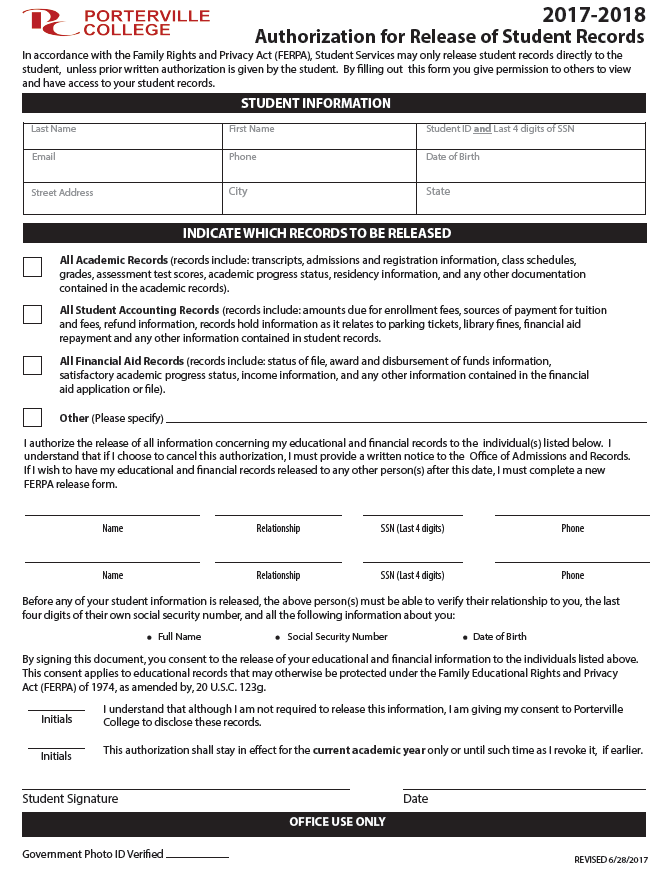 PORTERVILLE
COLLEGE
2017-2018
Authorization for Release of Student Records
In accordance with the Family Rights and Privacy Act (FERPA), Student Services may only release student records directly to the
student, unless prior written authorization is given by the student. By filling out this form you give permission to others to view
and have access to your student records.
STUDENT INFORMATION
Last Name First Name Student ID and Last 4 digits of SSN
Email Phone Date of Birth
Street Address City State
INDICATE WHICH RECORDS TO BE RELEASED
All Academic Records (records include: transcripts, admissions and registration information, class schedules,
grades, assessment test scores, academic progress status, residency information, and any other documentation
contained in the academic records).
All Student Accounting Records (records include: amounts due for enrollment fees, sources of payment for tuition
and fees, refund information, records hold information as it relates to parking tickets, library fines, financial aid
repayment and any other information contained in student records.
All Financial Aid Records (records include: status of file, award and disbursement of funds information,
satisfactory academic progress status, income information, and any other information contained in the financial
aid application or file).
Other (Please specify)
I authorize the release of all information concerning my educational and financial records to the individual(s) listed below. I
understand that if I choose to cancel this authorization, I must provide a written notice to the Office of Admissions and Records.
If I wish to have my educational and financial records released to any other person(s) after this date, I must complete a new
FERPA release form.
Name Relationship SSN (Last 4 digits) Phone
Name Relationship SSN (Last 4 digits) Phone
Before any of your student information is released, the above person(s) must be able to verify their relationship to you, the last
four digits of their own social security number, and all the following information about you:
• Full Name • Social Security Number • Date of Birth
By signing this document, you consent to the release of your educational and financial information to the individuals listed above.
This consent applies to educational records that may otherwise be protected under the Family Educational Rights and Privacy
Act (FERPA) of 1974, as amended by, 20 U.S.C. 123g.
I understand that although I am not required to release this information, I am giving my consent to Porterville
Initials College to disclose these records.
This authorization shall stay in effect for the current academic year only or until such time as I revoke it, if earlier.
Initials
Student Signature Date
OFFICE USE ONLY
Government Photo ID Verified
REVISED 6/28/2017